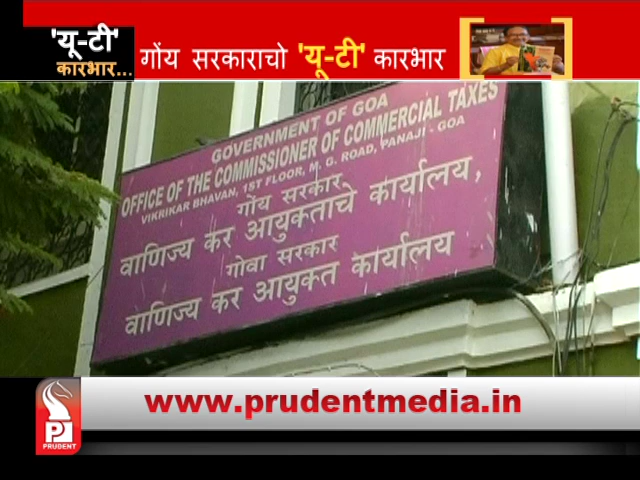 'यू-टी'
कारभार...
गोंय सरकाराचो 'यू-टी' कारभार
GOVERNMENT OF GOA
OFFICE OF THE COMMISSIONER OF COMMERCIAL TAXES
VIKRIKAR BHAVAN, 1ST FLOOR, M. G. ROAD, PANAJI - GOA
गोंय सरकार
वाणिज्य कर आयुक्ताचे कार्यालय,
गोवा सरकार
वाणिज्य कर आयुक्त कार्यालय
PRUDENT
www.prudentmedia.in